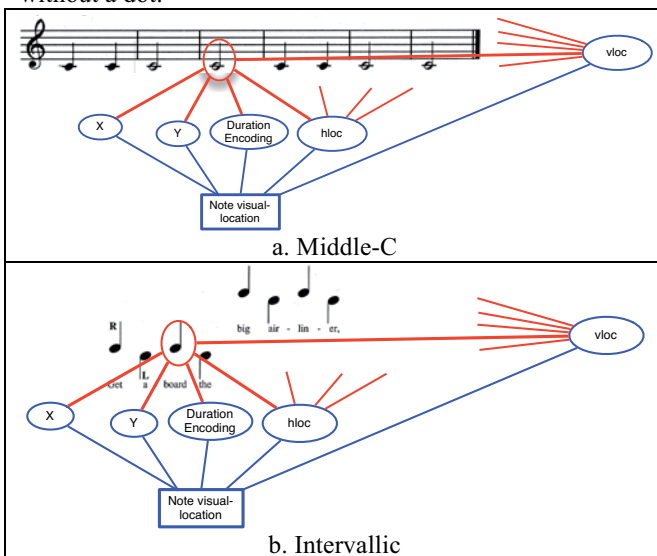 without a dot.
vloc
X
Y
Duration
Encoding
hloc
Note visual-
location
a. Middle-C
big air - lin - er,
R
L
Get a board the
vloc
X
Y
Duration
Encoding
hloc
Note visual-
location
b. Intervallic